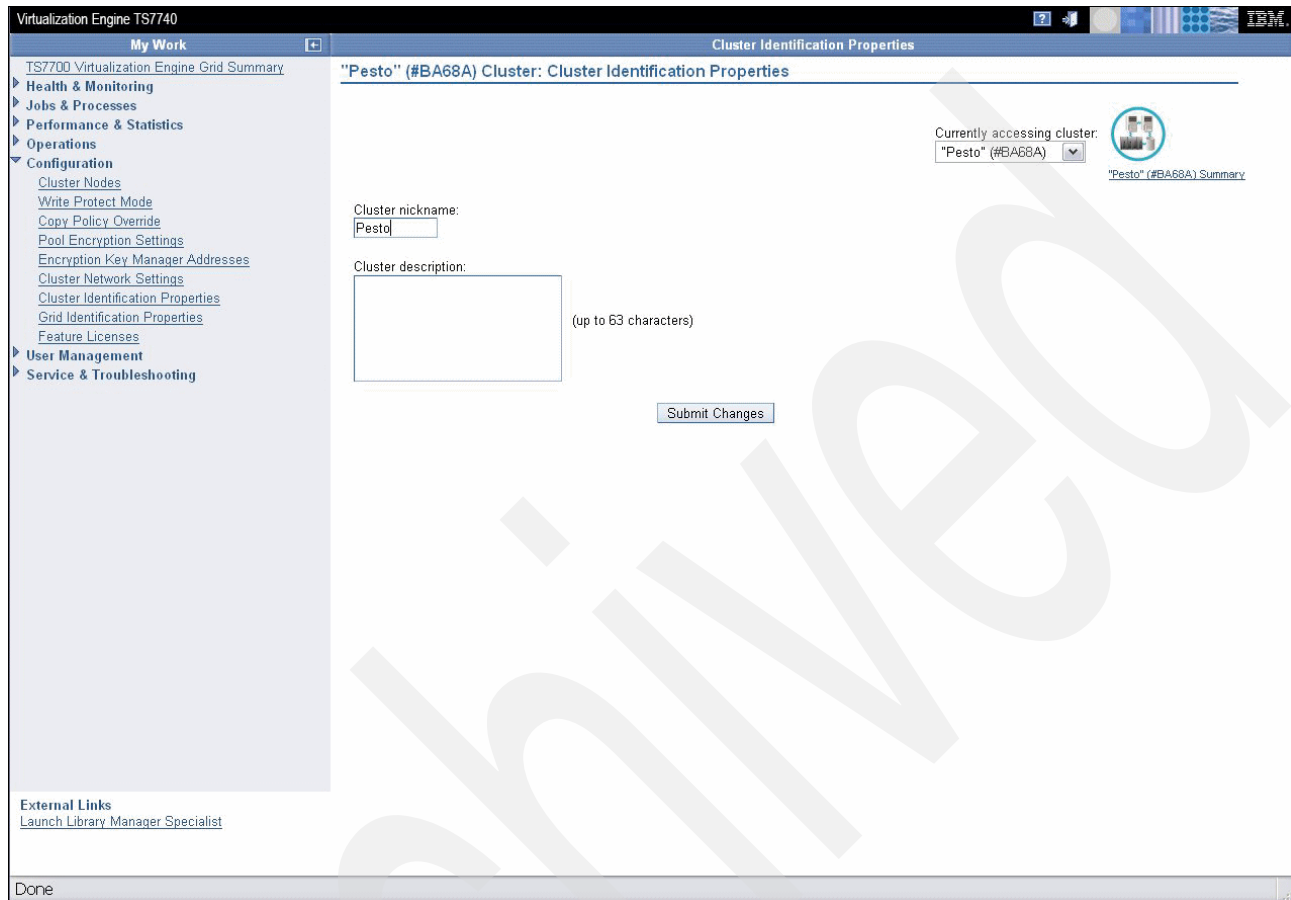 Virtualization Engine TS7740
?
IBM.
My Work
Cluster Identification Properties
TS7700 Virtualization Engine Grid Summary
Health & Monitoring
Jobs & Processes
Performance & Statistics
Operations
Configuration
Cluster Nodes
Write Protect Mode
Copy Policy Override
Pool Encryption Settings
Encryption Key Manager Addresses
Cluster Network Settings
Cluster Identification Properties
Grid Identification Properties
Feature Licenses
User Management
Service & Troubleshooting
External Links
Launch Library Manager Specialist
"Pesto" (#BA68A) Cluster: Cluster Identification Properties
Currently accessing cluster:
"Pesto" (#BA68A)
"Pesto" (#BA68A) Summary
Cluster nickname:
Pesto
Cluster description:
(up to 63 characters)
Submit Changes
Done